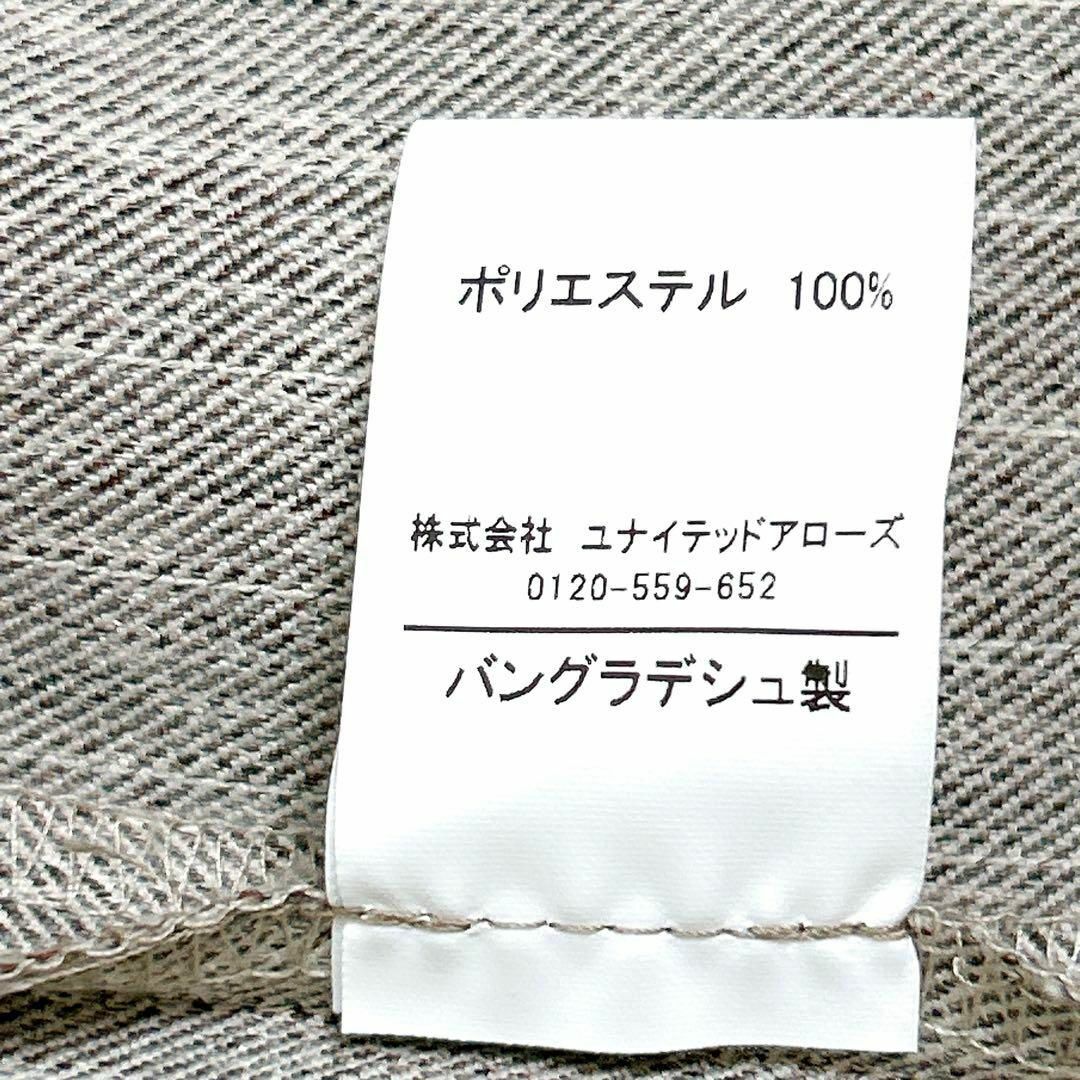 ポリエステル 100%
株式会社 ユナイテッドアローズ
0120-559-652
バングラデシュ製